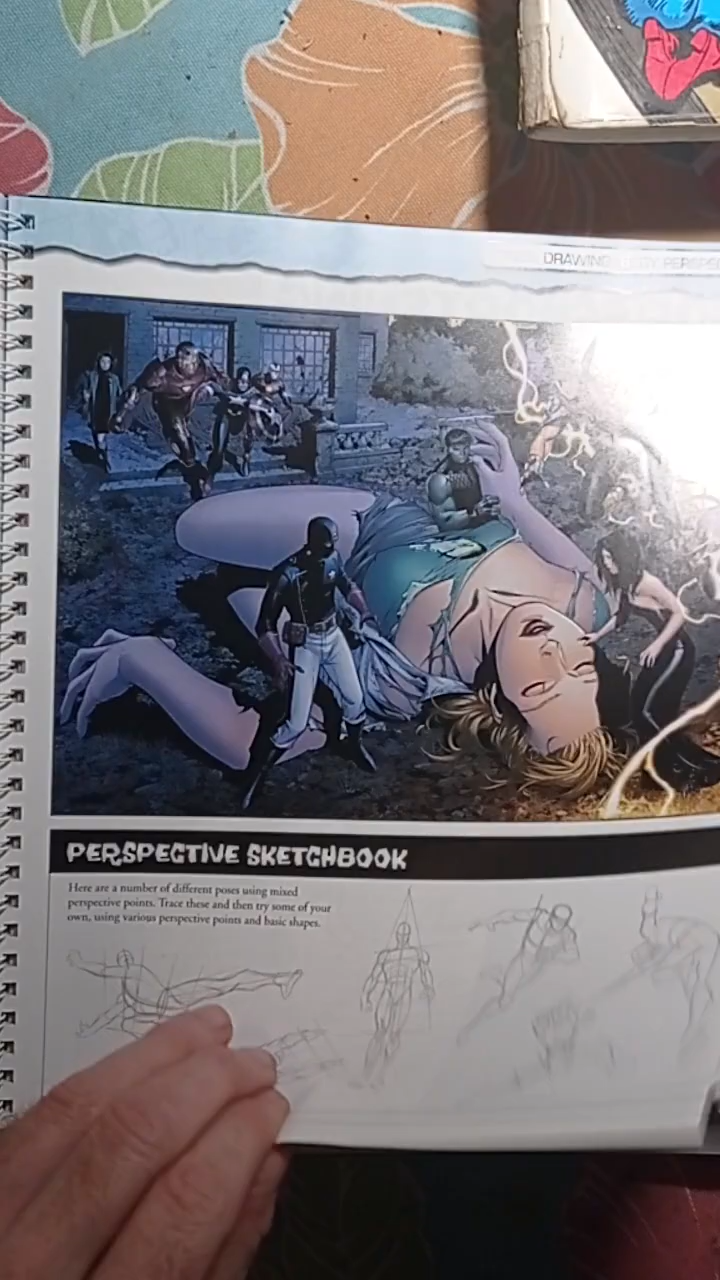 DRAWING
PERSPECTIVE SKETCHBOOK
Here are a number of different poses using mixed
perspective points. Trace these and then try some of your
own, using various perspective points and basic shapes.